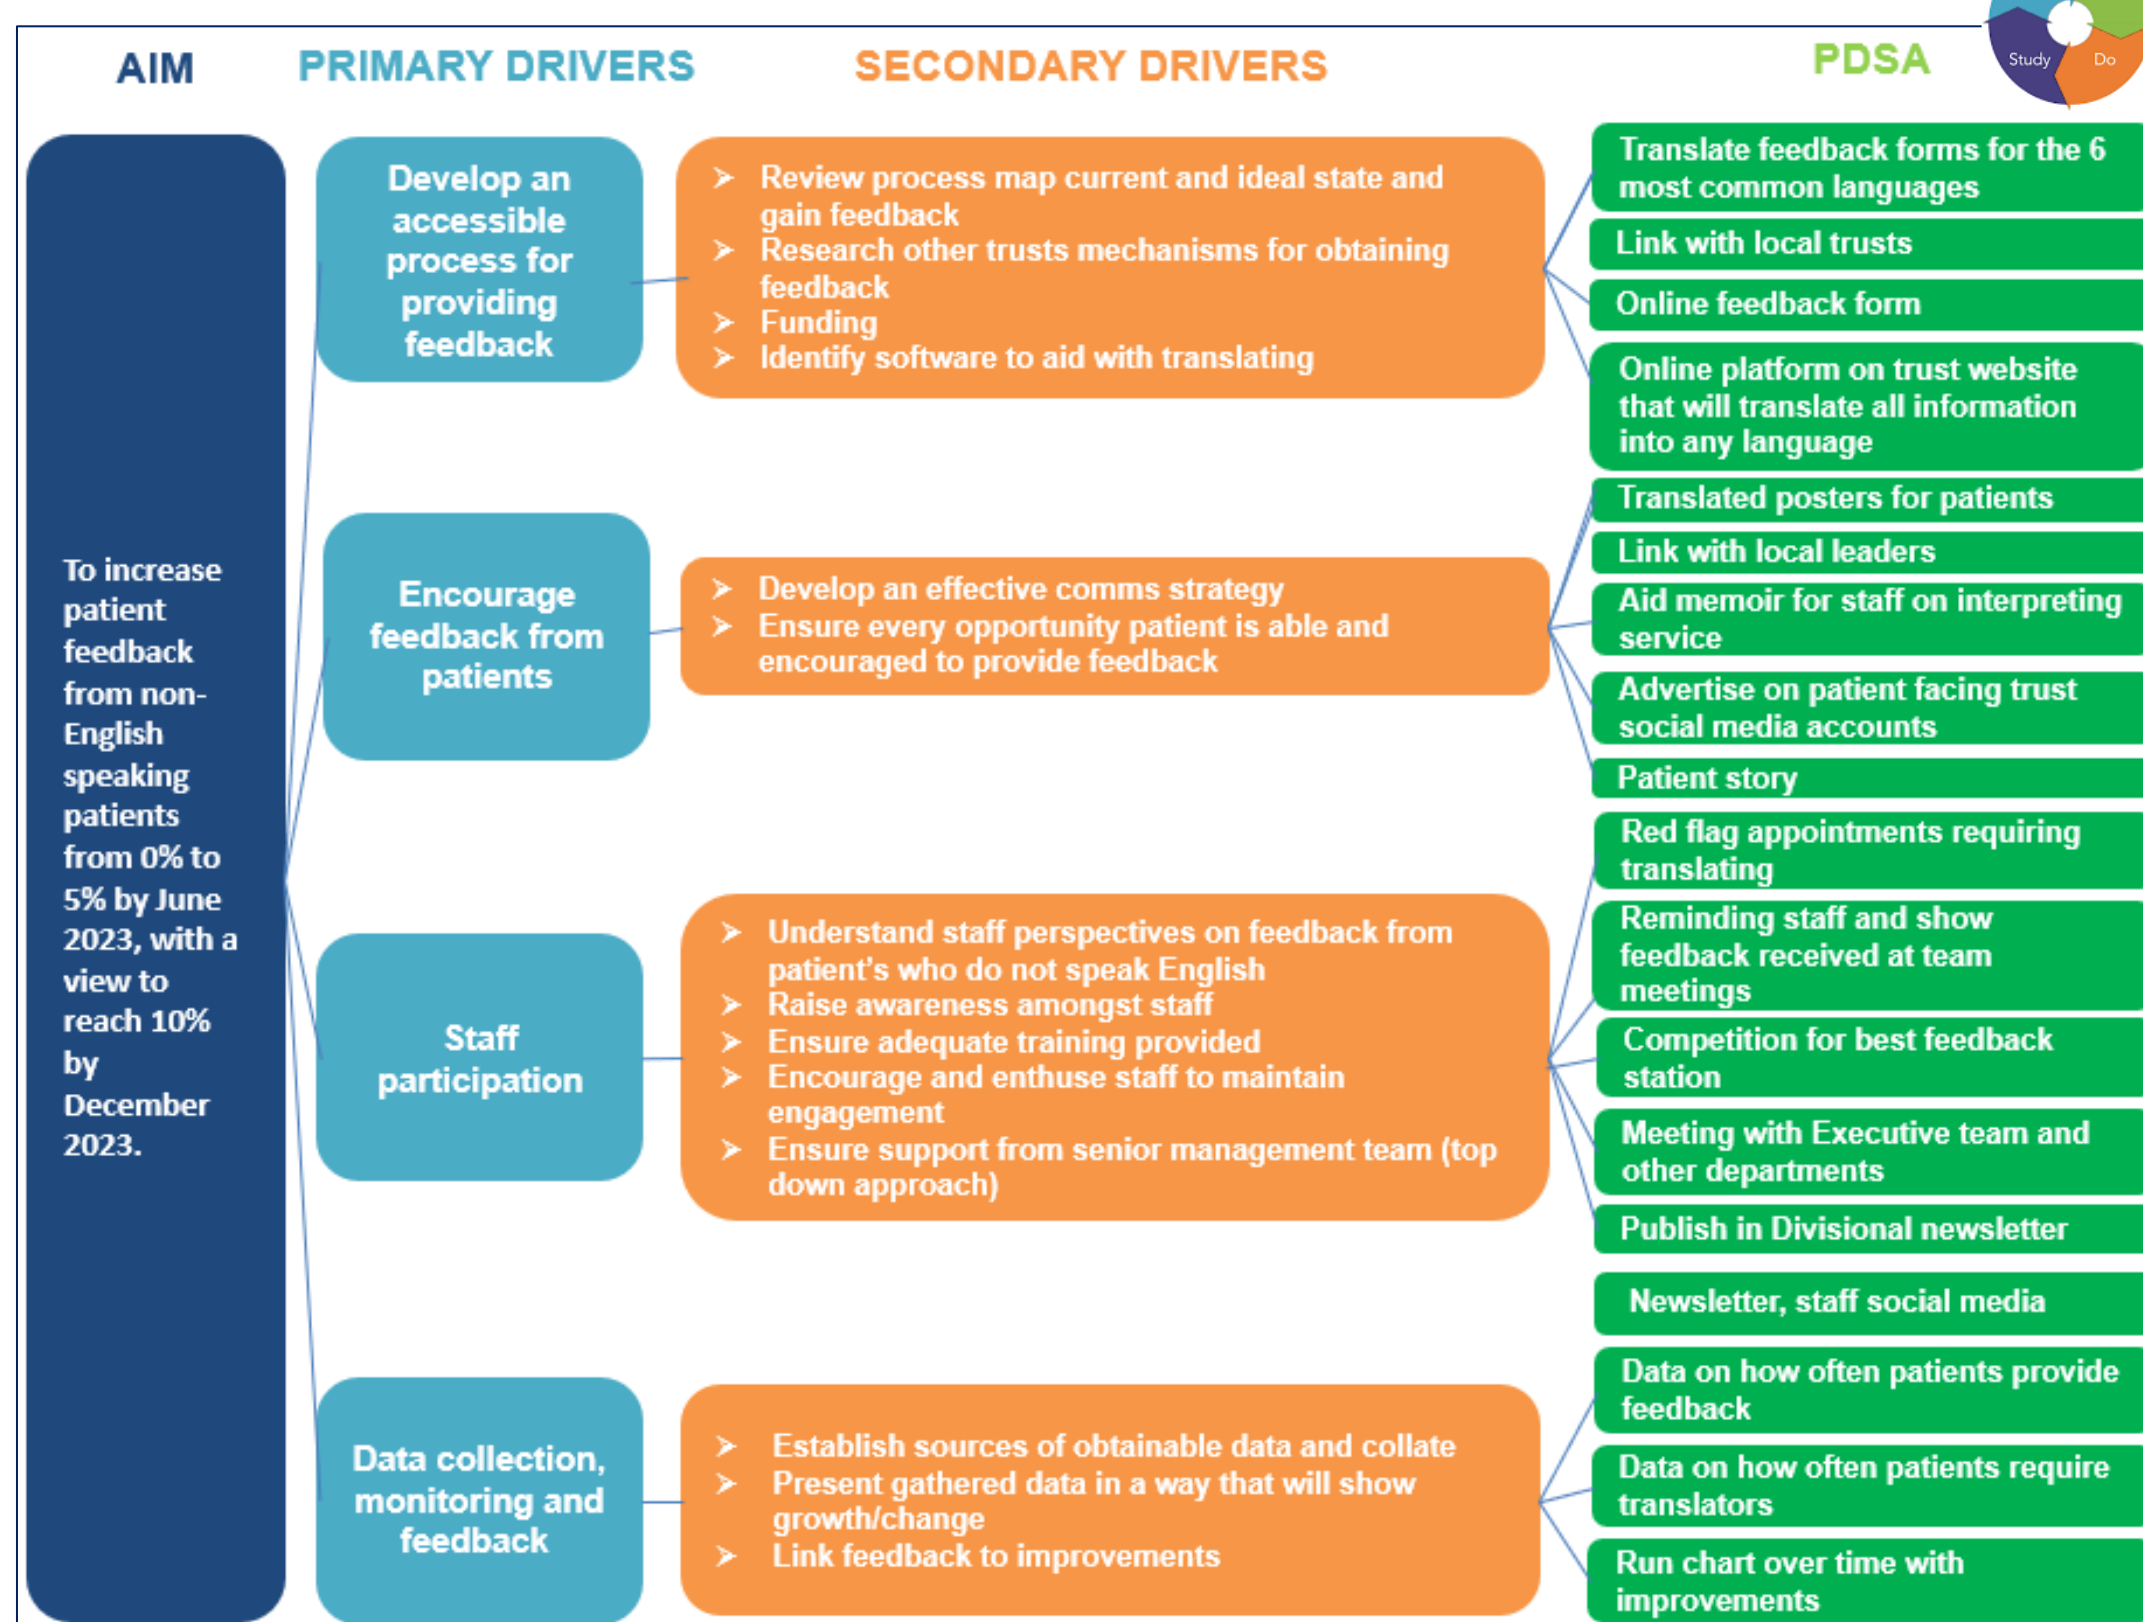 AIM
PRIMARY DRIVERS
SECONDARY DRIVERS
PDSA
Study
Do
To increase
patient
feedback
from non-
English
speaking
patients
from 0% to
5% by June
2023, with a
view to
reach 10%
by
December
2023.
Develop an
accessible
process for
providing
feedback
➢ Review process map current and ideal state and
gain feedback
➢ Research other trusts mechanisms for obtaining
feedback
➢ Funding
➢ Identify software to aid with translating
Translate feedback forms for the 6
most common languages
Link with local trusts
Online feedback form
Online platform on trust website
that will translate all information
into any language
Encourage
feedback from
patients
➢ Develop an effective comms strategy
➢ Ensure every opportunity patient is able and
encouraged to provide feedback
Translated posters for patients
Link with local leaders
Aid memoir for staff on interpreting
service
Advertise on patient facing trust
social media accounts
Patient story
Staff
participation
➢ Understand staff perspectives on feedback from
patient's who do not speak English
➢ Raise awareness amongst staff
➢ Ensure adequate training provided
➢ Encourage and enthuse staff to maintain
engagement
➢ Ensure support from senior management team (top
down approach)
Red flag appointments requiring
translating
Reminding staff and show
feedback received at team
meetings
Competition for best feedback
station
Meeting with Executive team and
other departments
Publish in Divisional newsletter
Newsletter, staff social media
Data collection,
monitoring and
feedback
➢ Establish sources of obtainable data and collate
➢ Present gathered data in a way that will show
growth/change
➢ Link feedback to improvements
Data on how often patients provide
feedback
Data on how often patients require
translators
Run chart over time with
improvements